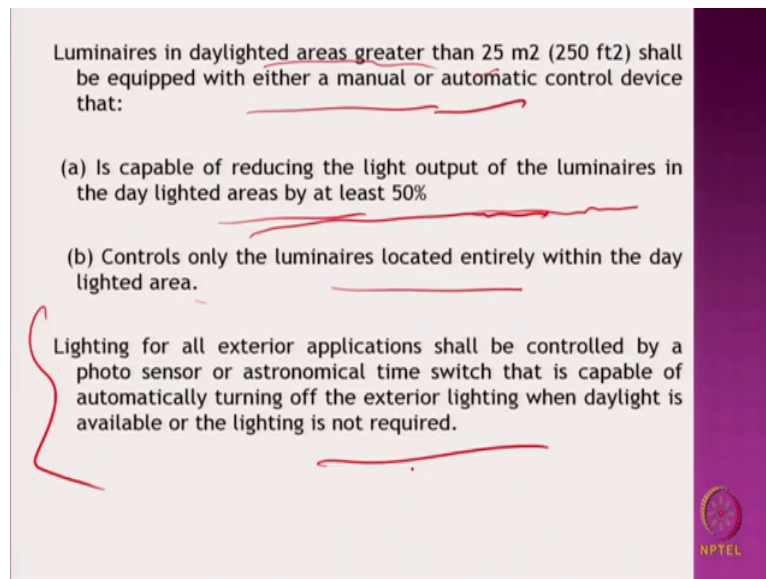 Luminaires in daylighted areas greater than 25 m2 (250 ft2) shall
be equipped with either a manual or automatic control device
that:
(a) Is capable of reducing the light output of the luminaires in
the day lighted areas by at least 50%
(b) Controls only the luminaires located entirely within the day
lighted area.
Lighting for all exterior applications shall be controlled by a
photo sensor or astronomical time switch that is capable of
automatically turning off the exterior lighting when daylight is
available or the lighting is not required.
NPTEL